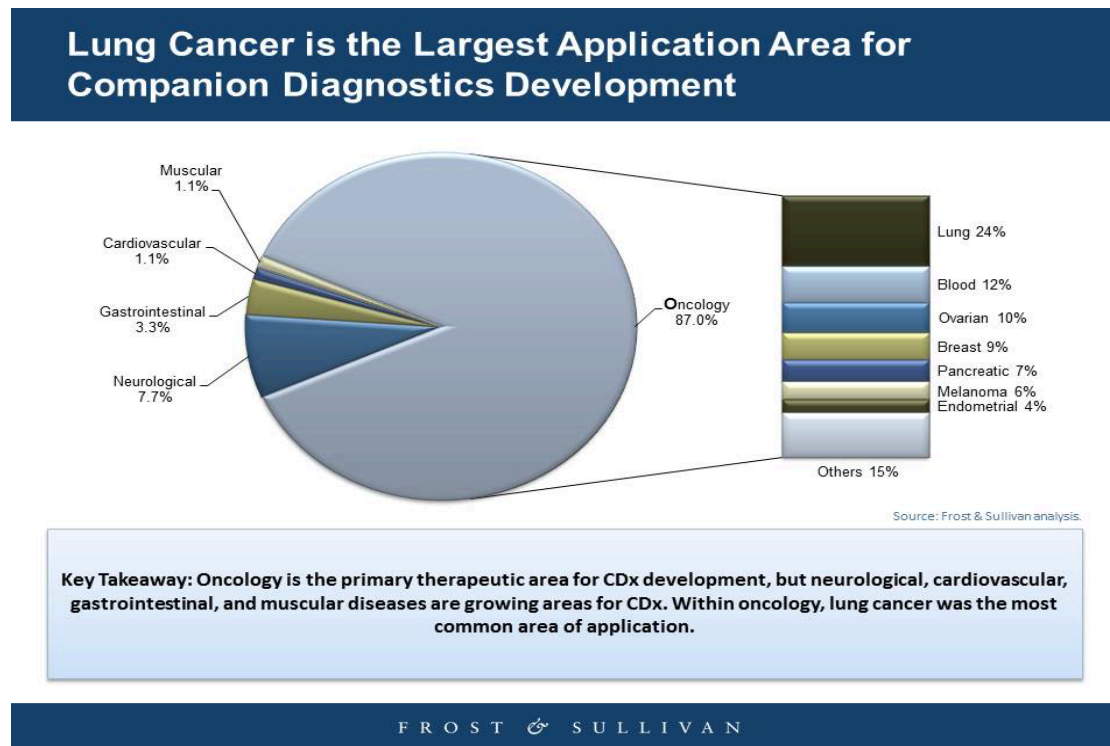 Lung Cancer is the Largest Application Area for
Companion Diagnostics Development
Muscular
1.1%
Cardiovascular
1.1%
Gastrointestinal
3.3%
Neurological
7.7%
Oncology
87.0%
Lung 24%
Blood 12%
Ovarian 10%
Breast 9%
Pancreatic 7%
Melanoma 6%
Endometrial 4%
Others 15%
Source: Frost & Sullivan analysis.
Key Takeaway: Oncology is the primary therapeutic area for CDx development, but neurological, cardiovascular,
gastrointestinal, and muscular diseases are growing areas for CDx. Within oncology, lung cancer was the most
common area of application.
FROST & SULLIVAN